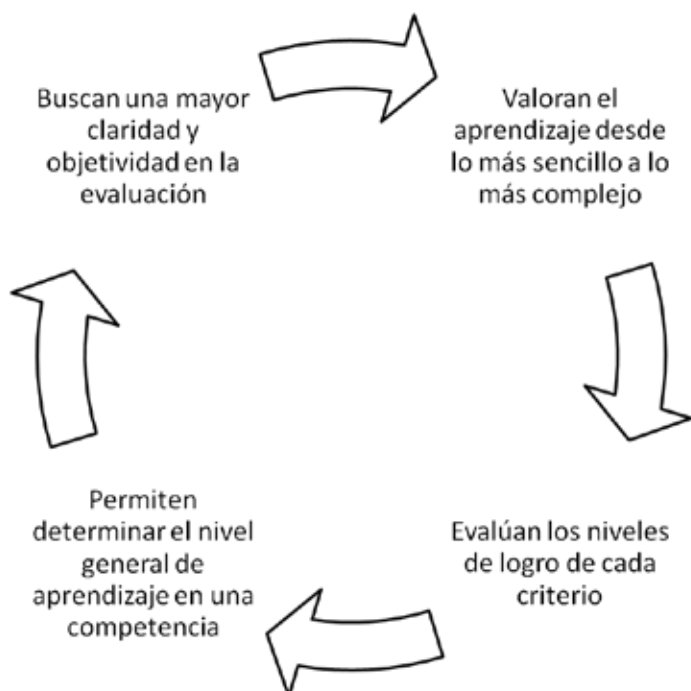 Buscan una mayor
claridad y
objetividad en la
evaluación
Valoran el
aprendizaje desde
lo más sencillo a lo
más complejo
Evalúan los niveles
de logro de cada
criterio
Permiten
determinar el nivel
general de
aprendizaje en una
competencia